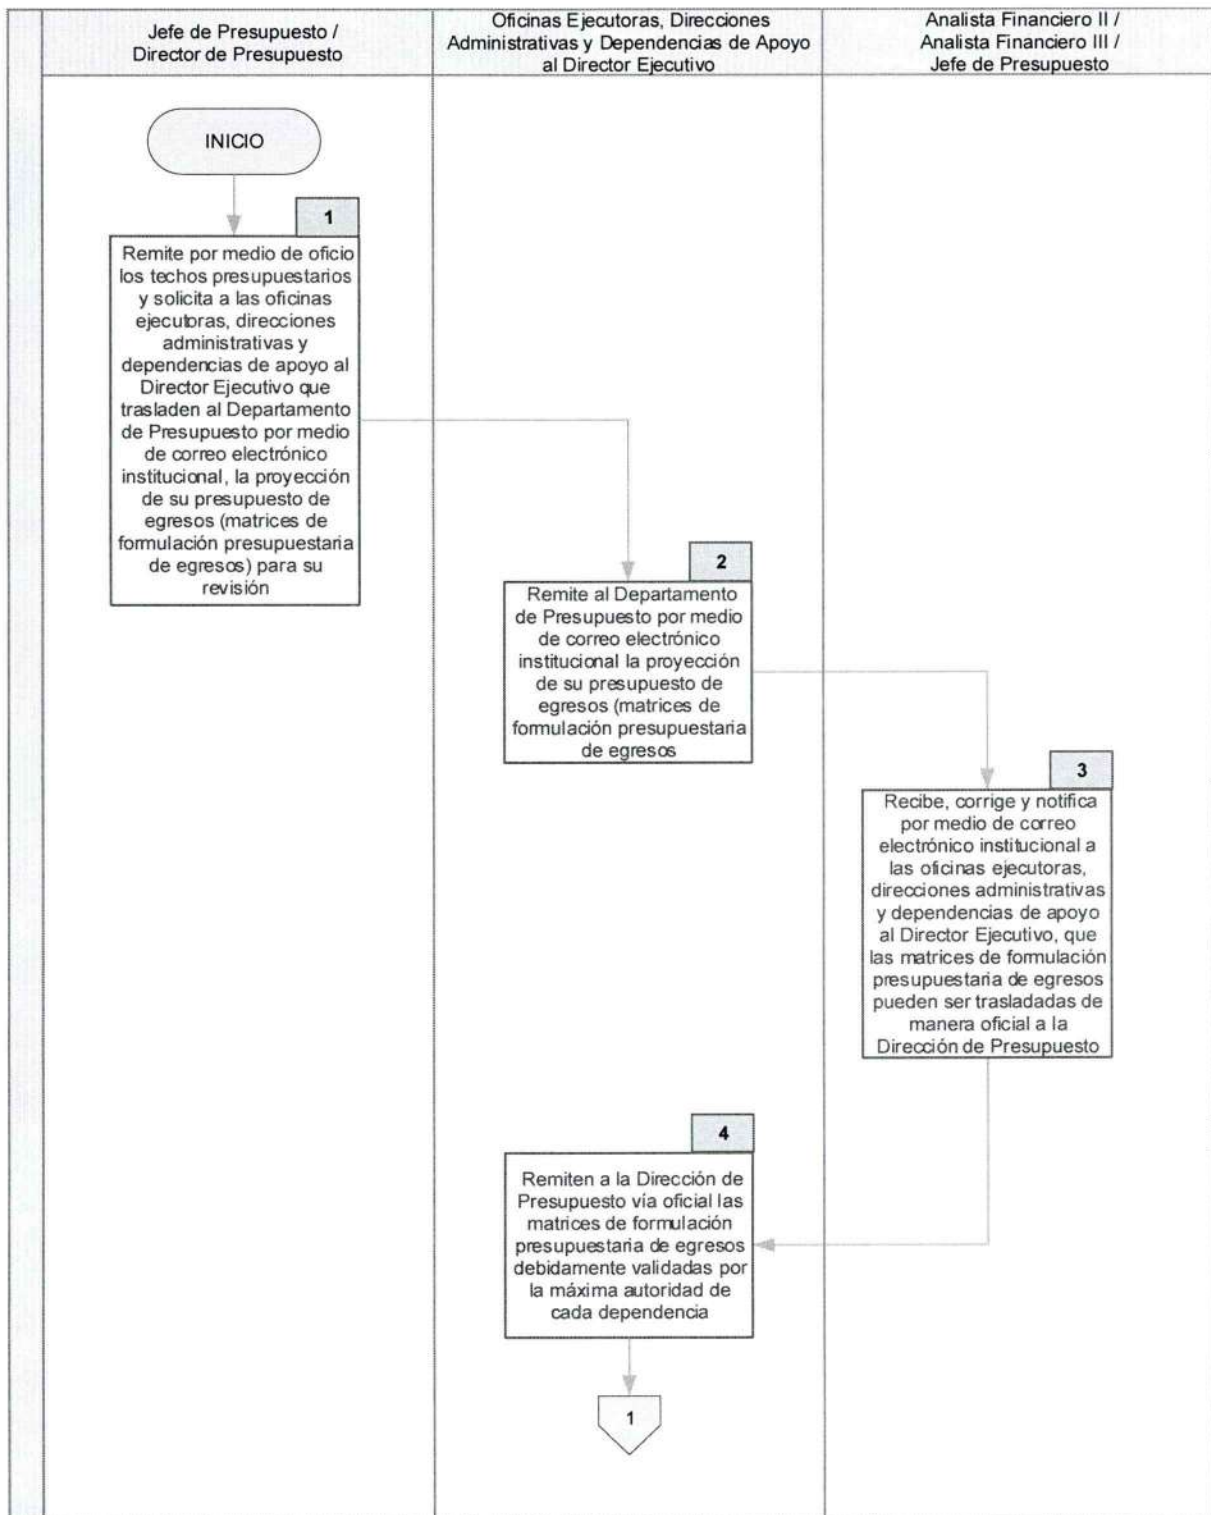 Jefe de Presupuesto /
Director de Presupuesto
Oficinas Ejecutoras, Direcciones
Administrativas y Dependencias de Apoyo
al Director Ejecutivo
Analista Financiero II /
Analista Financiero III /
Jefe de Presupuesto
INICIO
1
Remite por medio de oficio
los techos presupuestarios
y solicita a las oficinas
ejecutoras, direcciones
administrativas y
dependencias de apoyo al
Director Ejecutivo que
trasladen al Departamento
de Presupuesto por medio
de correo electrónico
institucional, la proyección
de su presupuesto de
egresos (matrices de
formulación presupuestaria
de egresos) para su
revisión
2
Remite al Departamento
de Presupuesto por medio
de correo electrónico
institucional la proyección
de su presupuesto de
egresos (matrices de
formulación presupuestaria
de egresos
3
Recibe, corrige y notifica
por medio de correo
electrónico institucional a
las oficinas ejecutoras,
direcciones administrativas
y dependencias de apoyo
al Director Ejecutivo, que
las matrices de formulación
presupuestaria de egresos
pueden ser trasladadas de
manera oficial a la
Dirección de Presupuesto
4
Remiten a la Dirección de
Presupuesto vía oficial las
matrices de formulación
presupuestaria de egresos
debidamente validadas por
la máxima autoridad de
cada dependencia
1